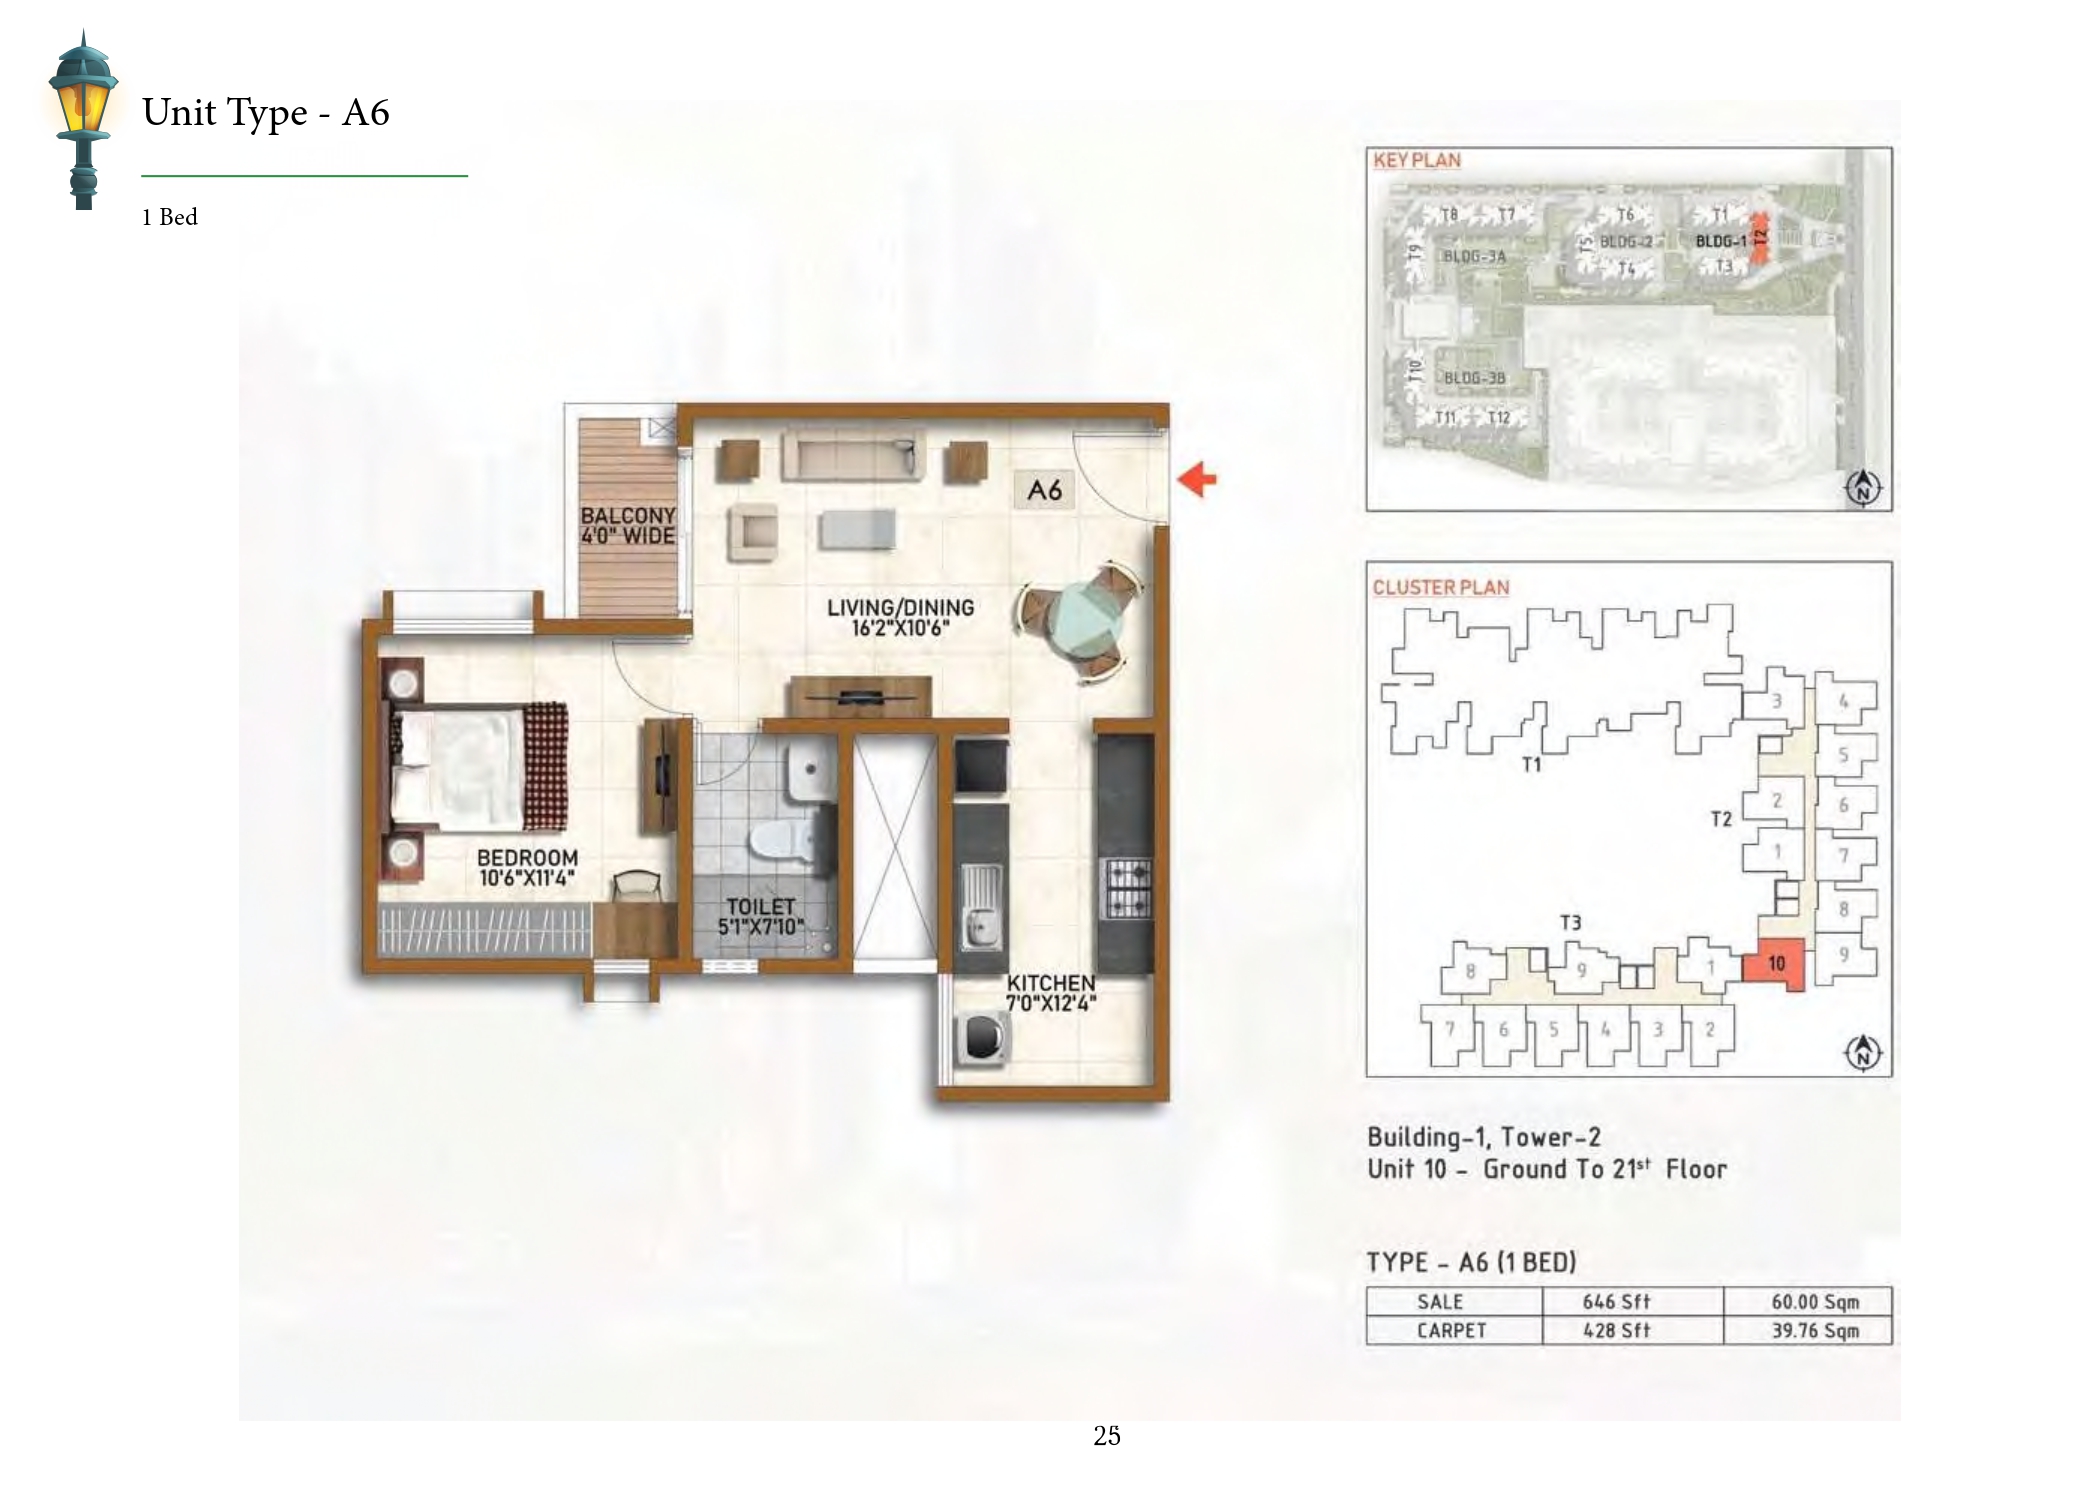 Unit Type - A6
1 Bed
BALCONY
4'0" WIDE
A6
LIVING/DINING
16'2"X10'6"
BEDROOM
10'6"X11'4"
TOILET
5'1"X7'10"
KITCHEN
7'0"X12'4"
KEY PLAN
T8 T7 T6 T1
T9 BLDG-3A T5 BLDG-2 BLDG-1 T2
T4 T3
T10 BLDG-3B
T11 T12
N
CLUSTER PLAN
3 4
5
T1
2 6
T2
1 7
8
T3
10 9
8 9 1
7 6 5 4 3 2
N
Building-1, Tower-2
Unit 10 - Ground To 21st Floor
TYPE - A6 (1 BED)
SALE 646 Sft 60.00 Sqm
CARPET 428 Sft 39.76 Sqm
25